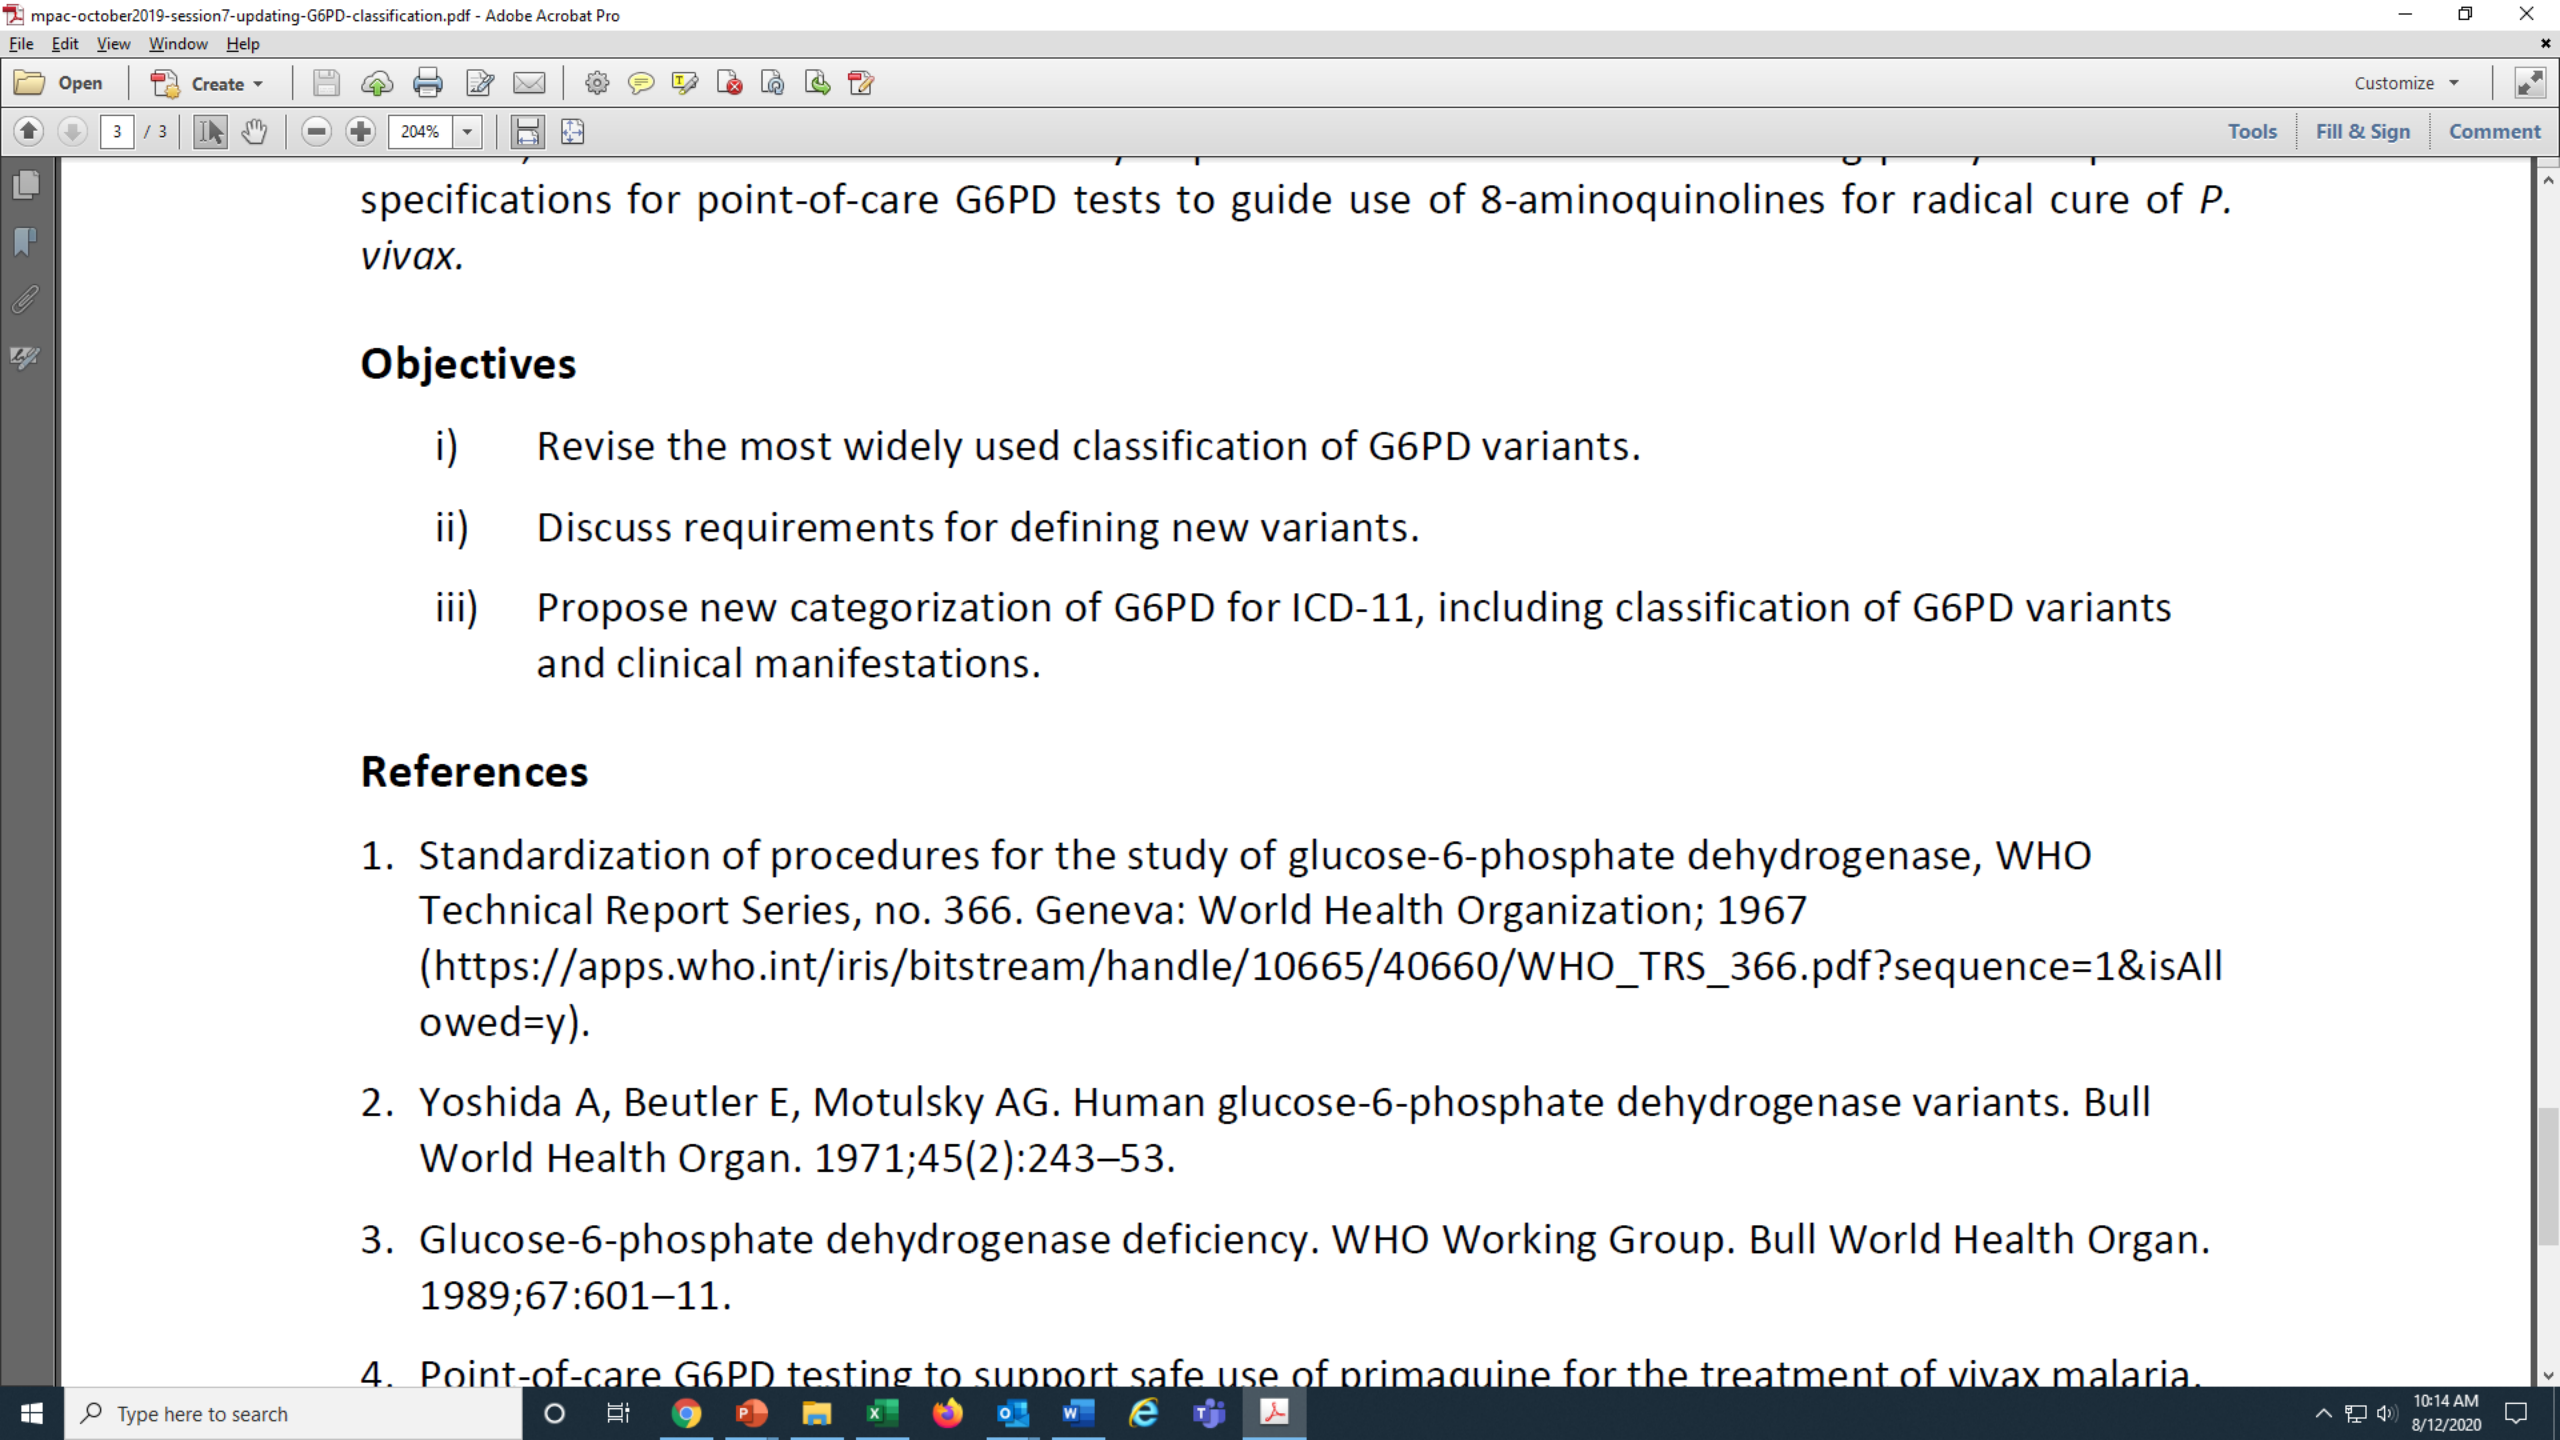 mpac-october2019-session7-updating-G6PD-classification.pdf - Adobe Acrobat Pro
File Edit View Window Help
Open Create Customize
3 / 3 204% Tools Fill & Sign Comment
specifications for point-of-care G6PD tests to guide use of 8-aminoquinolines for radical cure of P.
vivax.
Objectives
i) Revise the most widely used classification of G6PD variants.
ii) Discuss requirements for defining new variants.
iii) Propose new categorization of G6PD for ICD-11, including classification of G6PD variants
and clinical manifestations.
References
1. Standardization of procedures for the study of glucose-6-phosphate dehydrogenase, WHO
Technical Report Series, no. 366. Geneva: World Health Organization; 1967
(https://apps.who.int/iris/bitstream/handle/10665/40660/WHO_TRS_366.pdf?sequence=1&isAll
owed=y).
2. Yoshida A, Beutler E, Motulsky AG. Human glucose-6-phosphate dehydrogenase variants. Bull
World Health Organ. 1971;45(2):243–53.
3. Glucose-6-phosphate dehydrogenase deficiency. WHO Working Group. Bull World Health Organ.
1989;67:601–11.
4. Point-of-care G6PD testing to support safe use of primaquine for the treatment of vivax malaria.
Type here to search
10:14 AM
8/12/2020